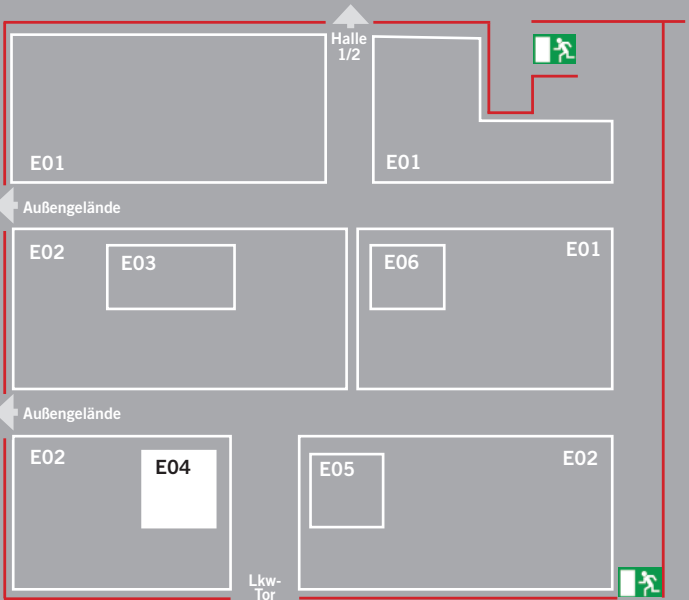 Halle
1/2
E01
E01
Außengelände
E02
E03
E06
E01
Außengelände
E02
E04
E05
E02
Lkw-
Tor